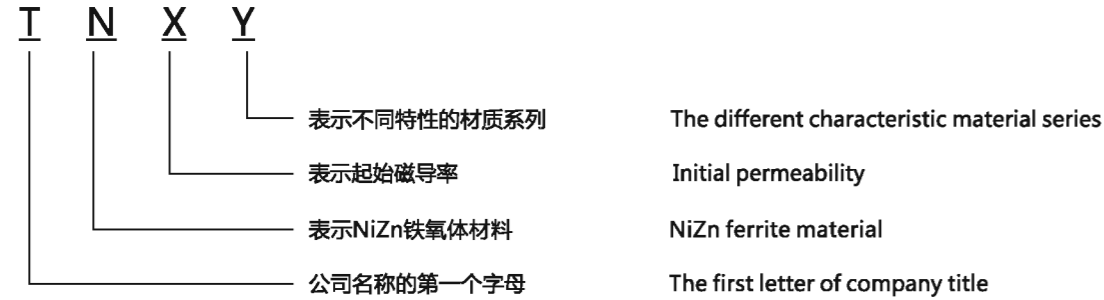 T N X Y
表示不同特性的材质系列 The different characteristic material series
表示起始磁导率 Initial permeability
表示NiZn铁氧体材料 NiZn ferrite material
公司名称的第一个字母 The first letter of company title